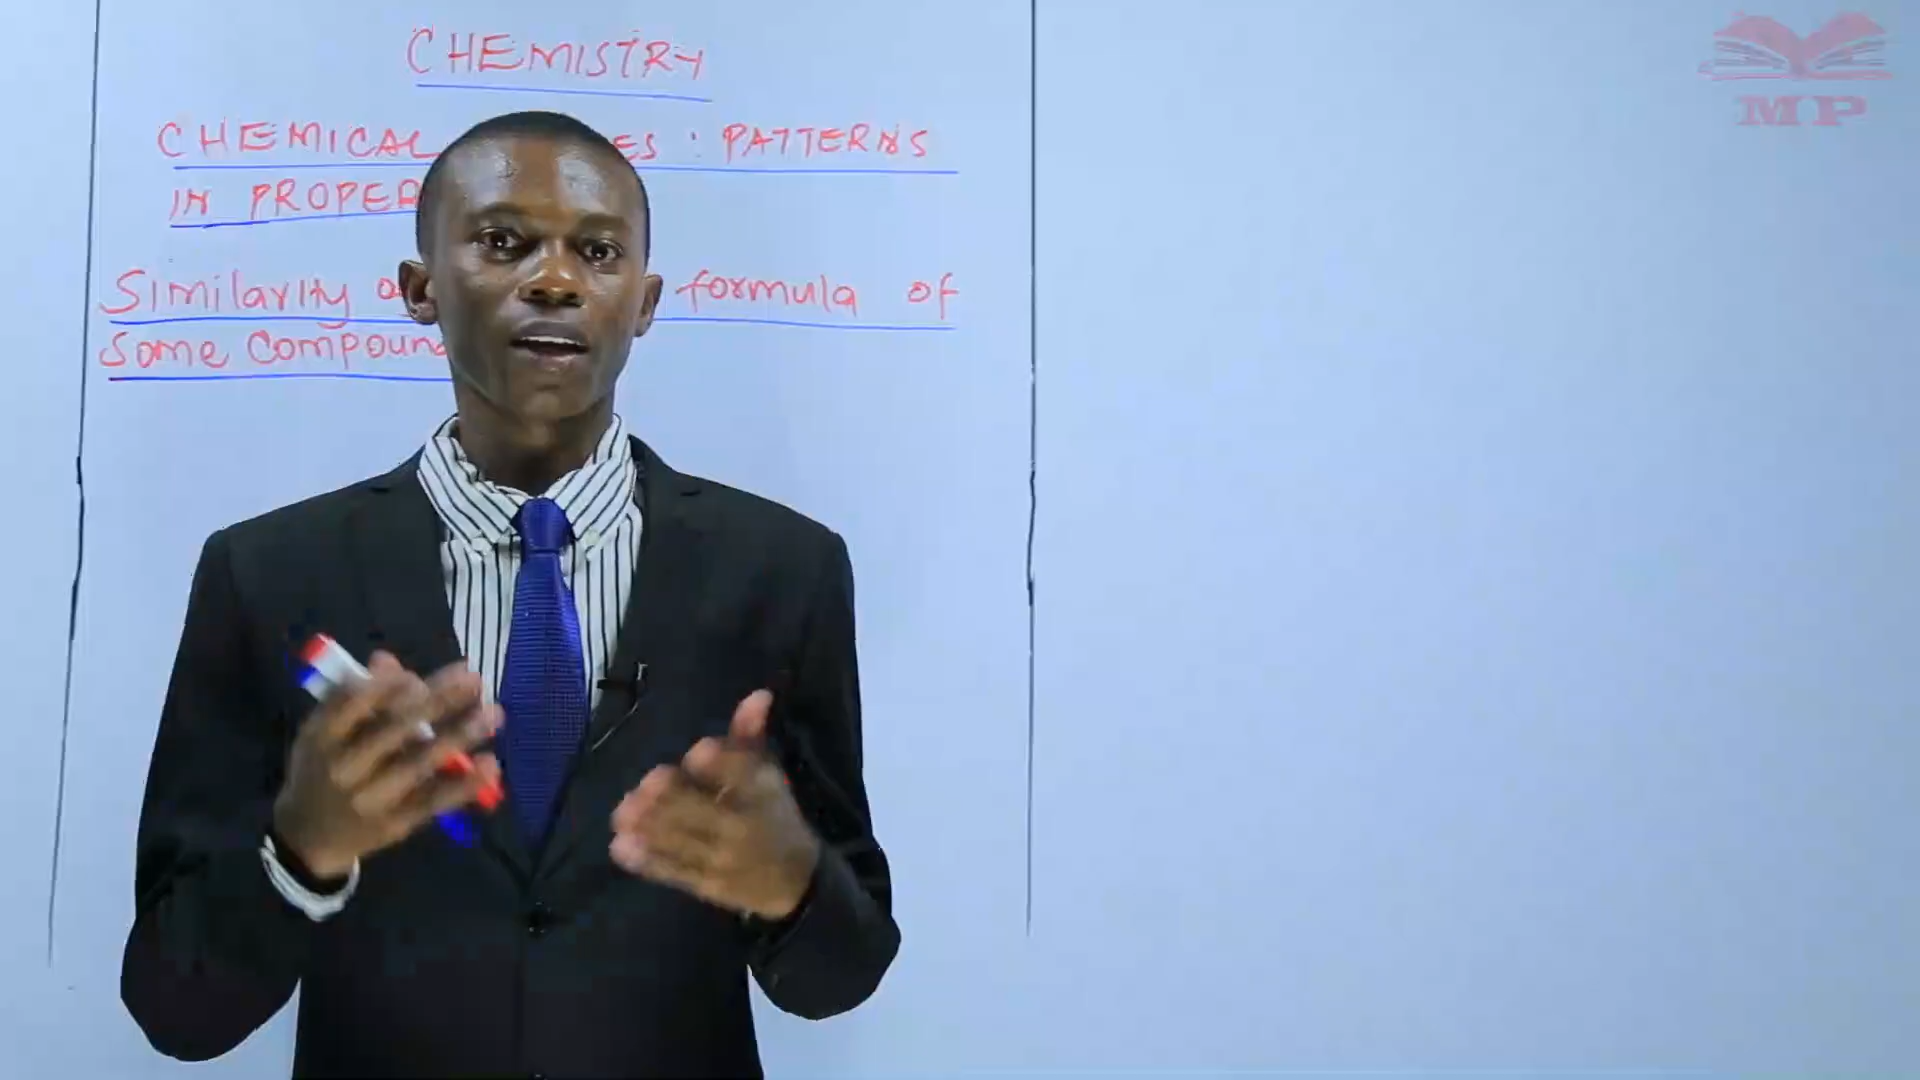 CHEMISTRY
CHEMICAL ES : PATTERNS
IN PROPER
Similarity formula of
Some Compound
MP